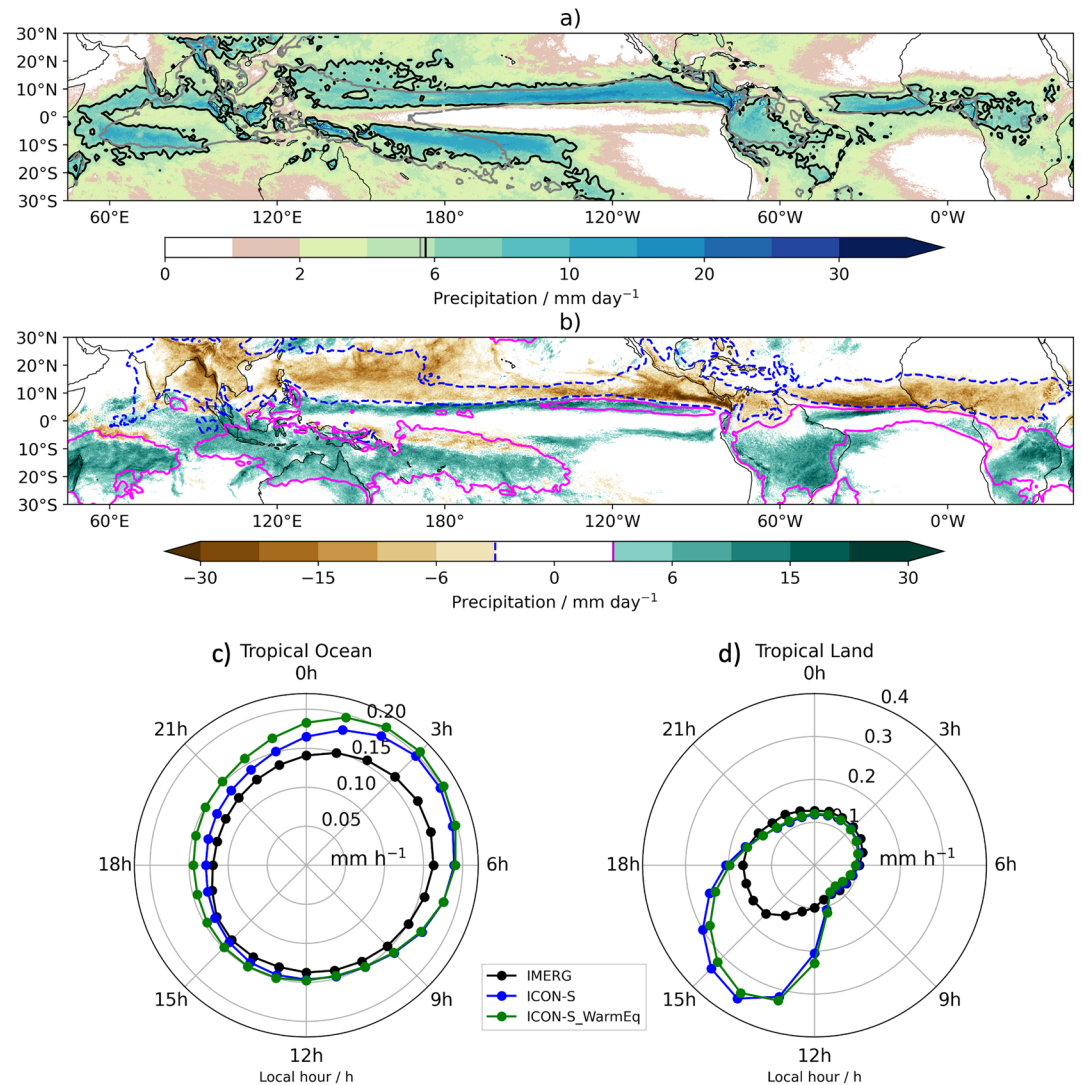 a)
30°N
20°N
10°N
0°
10°S
20°S
30°S
60°E 120°E 180° 120°W 60°W 0°W
0 2 6 10 20 30
Precipitation / mm day⁻¹
b)
30°N
20°N
10°N
0°
10°S
20°S
30°S
60°E 120°E 180° 120°W 60°W 0°W
−30 −15 −6 0 6 15 30
Precipitation / mm day⁻¹
c) Tropical Ocean
0h
3h
6h
9h
12h
15h
18h
21h
0.20
0.15
0.10
0.05
mm h⁻¹
Local hour / h
IMERG
ICON-S
ICON-S_WarmEq
d) Tropical Land
0h
3h
6h
9h
12h
15h
18h
21h
0.4
0.3
0.2
0.1
mm h⁻¹
Local hour / h